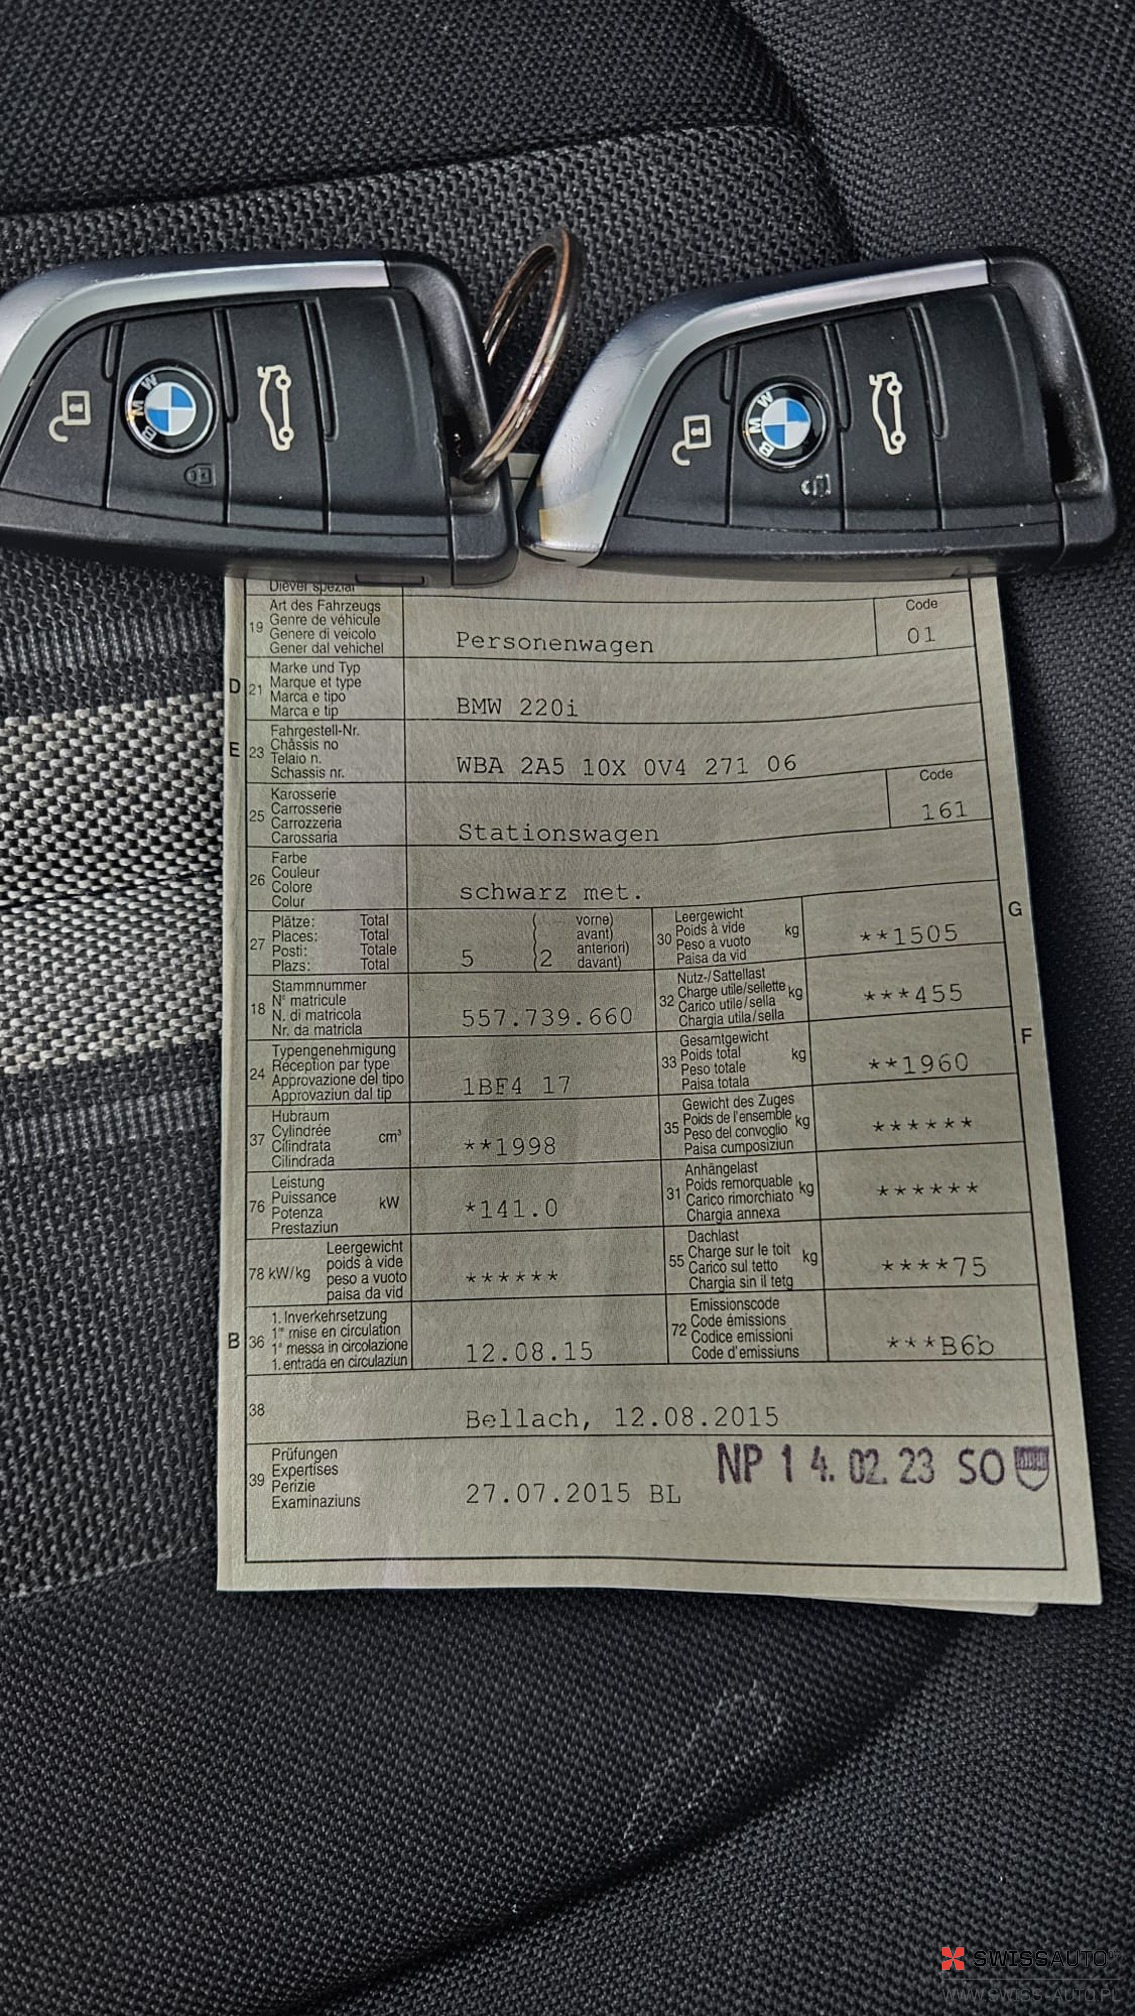 BMW
BMW
Diever spezial
19 Art des Fahrzeugs
Genre de véhicule
Genere di veicolo
Gener dal vehichel
Personenwagen
Code
01
D 21 Marke und Typ
Marque et type
Marca e tipo
Marca e tip
BMW 220i
E 23 Fahrgestell-Nr.
Châssis no
Telaio n.
Schassis nr.
WBA 2A5 10X 0V4 271 06
25 Karosserie
Carrosserie
Carrozzeria
Carossaria
Stationswagen
Code
161
26 Farbe
Couleur
Colore
Colur
schwarz met.
27 Plätze: Total
Places: Total
Posti: Totale
Plazs: Total
5 (2 vorne)
avant)
anteriori)
davant)
G
30 Leergewicht
Poids à vide kg
Peso a vuoto
Paisa da vid
**1505
18 Stammnummer
N° matricule
N. di matricola
Nr. da matricla
557.739.660
32 Nutz-/Sattellast
Charge utile/sellette kg
Carico utile/sella
Chargia utila/sella
***455
24 Typengenehmigung
Réception par type
Approvazione del tipo
Approvaziun dal tip
1BF4 17
F
33 Gesamtgewicht
Poids total kg
Peso totale
Paisa totala
**1960
37 Hubraum
Cylindrée cm³
Cilindrata
Cilindrada
**1998
35 Gewicht des Zuges
Poids de l'ensemble kg
Peso del convoglio
Paisa cumposiziun
******
76 Leistung
Puissance kW
Potenza
Prestaziun
*141.0
31 Anhängelast
Poids remorquable kg
Carico rimorchiato
Chargia annexa
******
78 kW/kg Leergewicht
poids à vide
peso a vuoto
paisa da vid
******
55 Dachlast
Charge sur le toit kg
Carico sul tetto
Chargia sin il tetg
****75
B 36 1. Inverkehrsetzung
1re mise en circulation
1a messa in circolazione
1. entrada en circulaziun
12.08.15
72 Emissionscode
Code émissions
Codice emissioni
Code d'emissiuns
***B6b
38
Bellach, 12.08.2015
39 Prüfungen
Expertises
Perizie
Examinaziuns
27.07.2015 BL
NP 14.02.23 SO
SWISSAUTO
WWW.SWISS-AUTO.PL